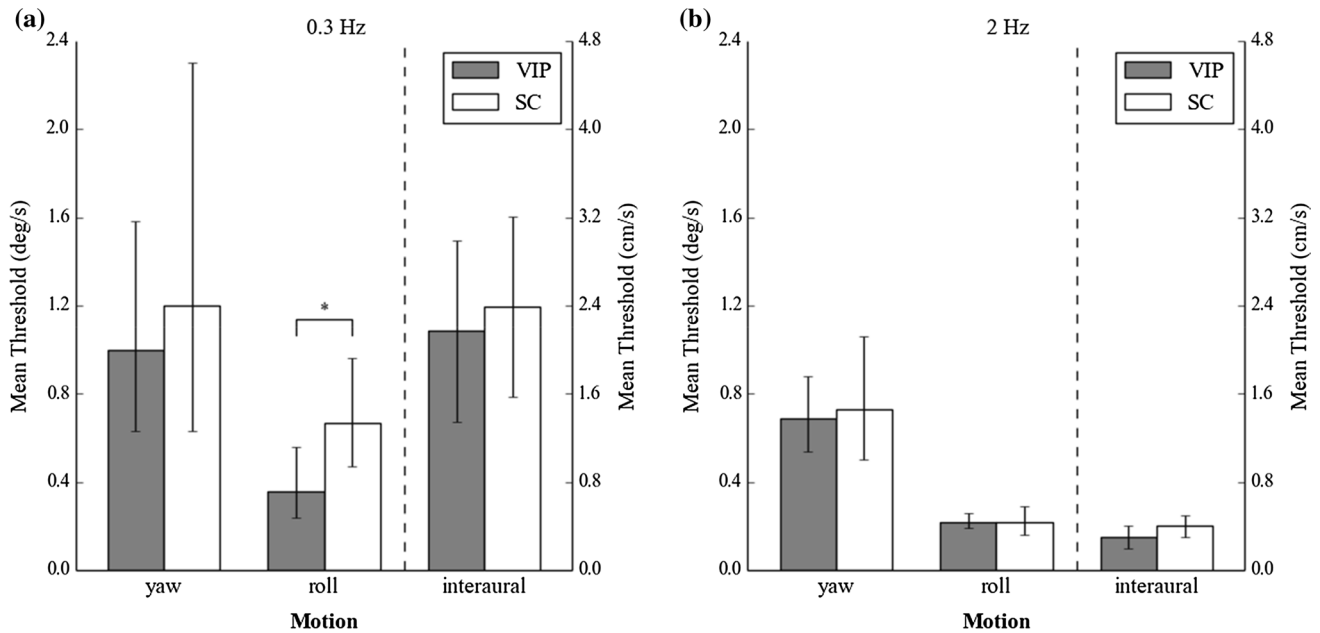 (a)
0.3 Hz
2.4
2.0
1.6
1.2
0.8
0.4
0.0
Mean Threshold (deg/s)
VIP
SC
*
4.8
4.0
3.2
2.4
1.6
0.8
0.0
Mean Threshold (cm/s)
yaw roll interaural
Motion
(b)
2 Hz
2.4
2.0
1.6
1.2
0.8
0.4
0.0
Mean Threshold (deg/s)
VIP
SC
4.8
4.0
3.2
2.4
1.6
0.8
0.0
Mean Threshold (cm/s)
yaw roll interaural
Motion